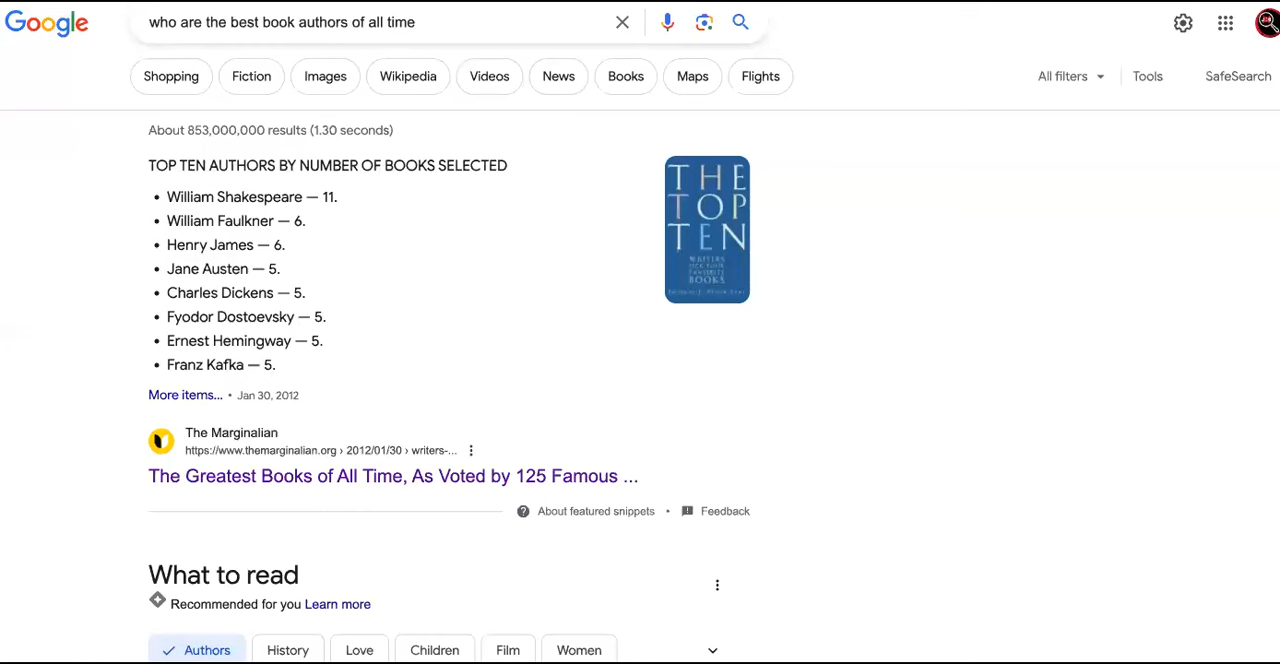 Google
who are the best book authors of all time
Shopping
Fiction
Images
Wikipedia
Videos
News
Books
Maps
Flights
All filters
Tools
SafeSearch
About 853,000,000 results (1.30 seconds)
TOP TEN AUTHORS BY NUMBER OF BOOKS SELECTED
• William Shakespeare — 11.
• William Faulkner — 6.
• Henry James — 6.
• Jane Austen — 5.
• Charles Dickens — 5.
• Fyodor Dostoevsky — 5.
• Ernest Hemingway — 5.
• Franz Kafka — 5.
THE
TOP
TEN
WRITERS
PICK THEIR
FAVORITE
BOOKS
More items... • Jan 30, 2012
The Marginalian
https://www.themarginalian.org › 2012/01/30 › writers-...
The Greatest Books of All Time, As Voted by 125 Famous ...
About featured snippets • Feedback
What to read
Recommended for you Learn more
Authors
History
Love
Children
Film
Women